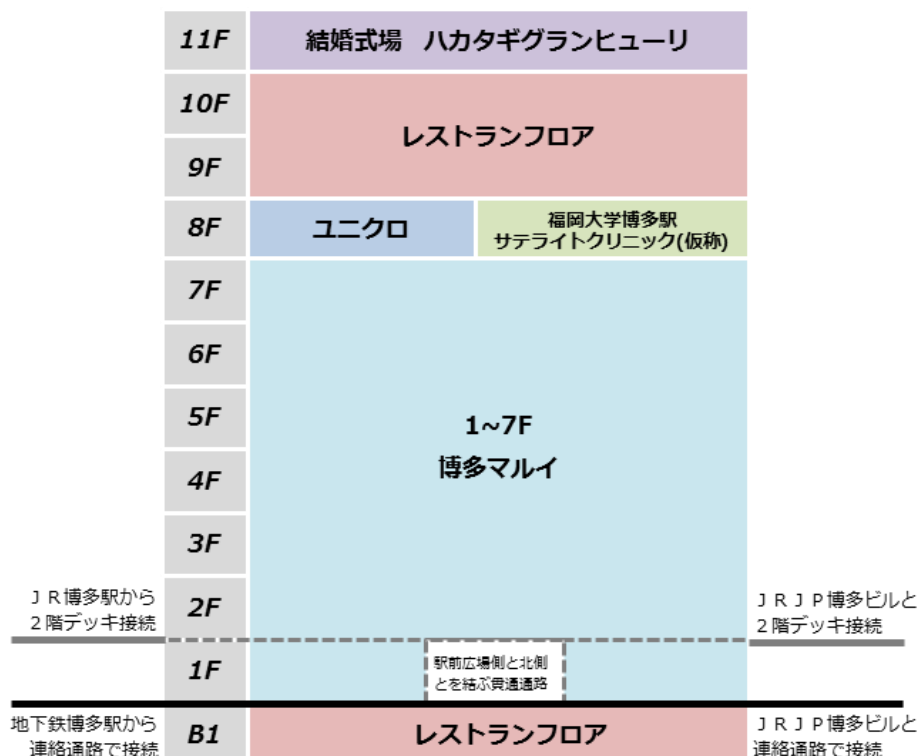 11F
結婚式場　ハカタギグランヒューリ
10F
レストランフロア
9F
8F
ユニクロ
福岡大学博多駅
サテライトクリニック(仮称)
7F
6F
5F
1~7F
博多マルイ
4F
3F
ＪＲ博多駅から
２階デッキ接続
2F
ＪＲＪＰ博多ビルと
２階デッキ接続
1F
駅前広場側と北側
とを結ぶ貫通通路
地下鉄博多駅から
連絡通路で接続
B1
レストランフロア
ＪＲＪＰ博多ビルと
連絡通路で接続